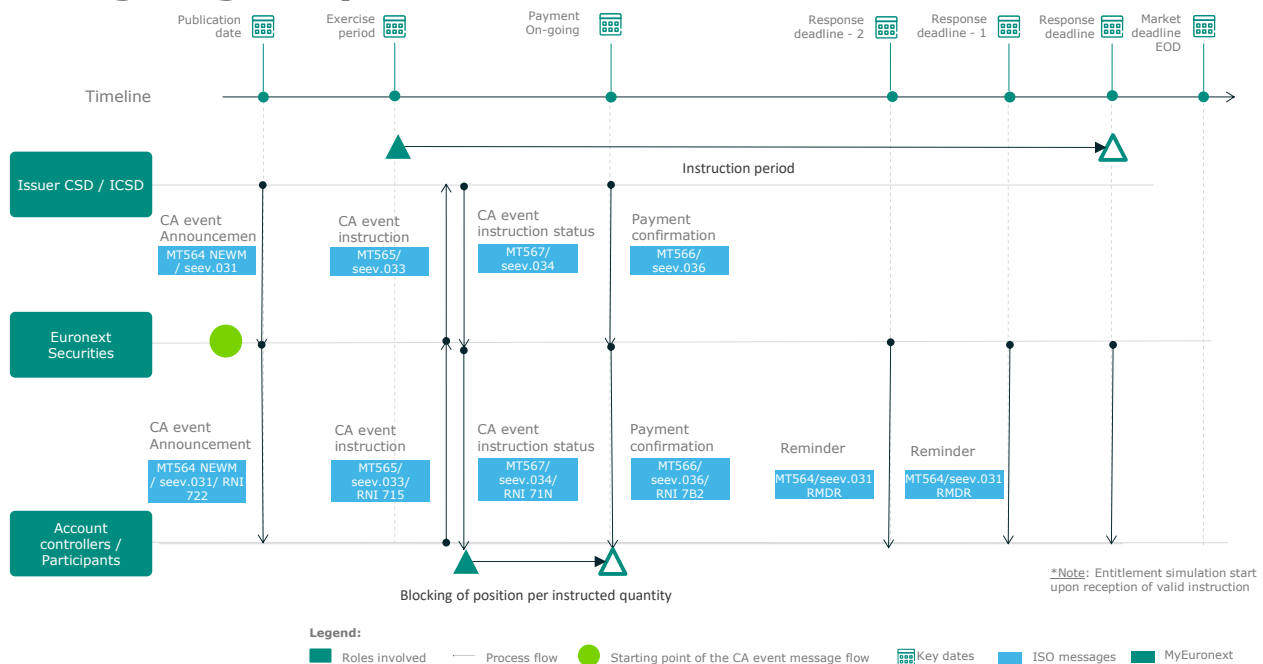 Publication
date
Exercise
period
Payment
On-going
Response
deadline - 2
Response
deadline - 1
Response
deadline
Market
deadline
EOD
Timeline
Instruction period
Issuer CSD / ICSD
CA event
Announcemen
MT564 NEWM
/ seev.031
CA event
instruction
MT565/
seev.033
CA event
instruction status
MT567/
seev.034
Payment
confirmation
MT566/
seev.036
Euronext
Securities
CA event
Announcement
MT564 NEWM
/ seev.031/ RNI
722
CA event
instruction
MT565/
seev.033/
RNI 715
CA event
instruction status
MT567/
seev.034/
RNI 71N
Payment
confirmation
MT566/
seev.036/
RNI 7B2
Reminder
MT564/seev.031
RMDR
Reminder
MT564/seev.031
RMDR
Account
controllers /
Participants
Blocking of position per instructed quantity
*Note: Entitlement simulation start
upon reception of valid instruction
Legend:
Roles involved
Process flow
Starting point of the CA event message flow
Key dates
ISO messages
MyEuronext